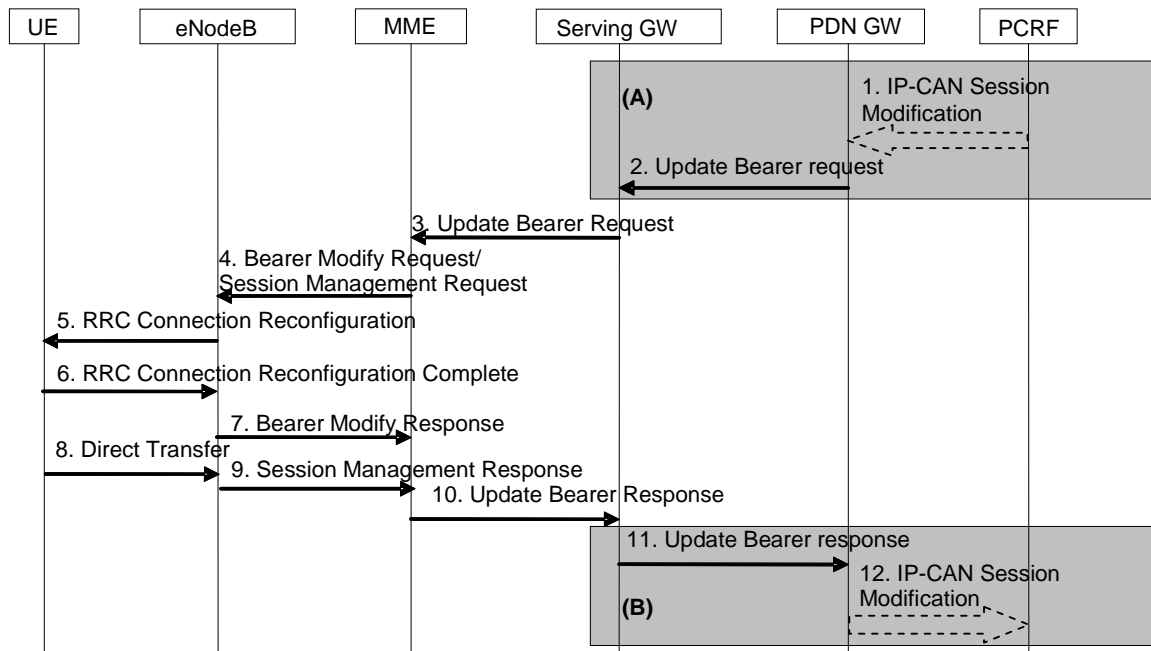 UE
eNodeB
MME
Serving GW
PDN GW
PCRF
(A)
1. IP-CAN Session
Modification
2. Update Bearer request
3. Update Bearer Request
4. Bearer Modify Request/
Session Management Request
5. RRC Connection Reconfiguration
6. RRC Connection Reconfiguration Complete
7. Bearer Modify Response
8. Direct Transfer
9. Session Management Response
10. Update Bearer Response
11. Update Bearer response
12. IP-CAN Session
Modification
(B)